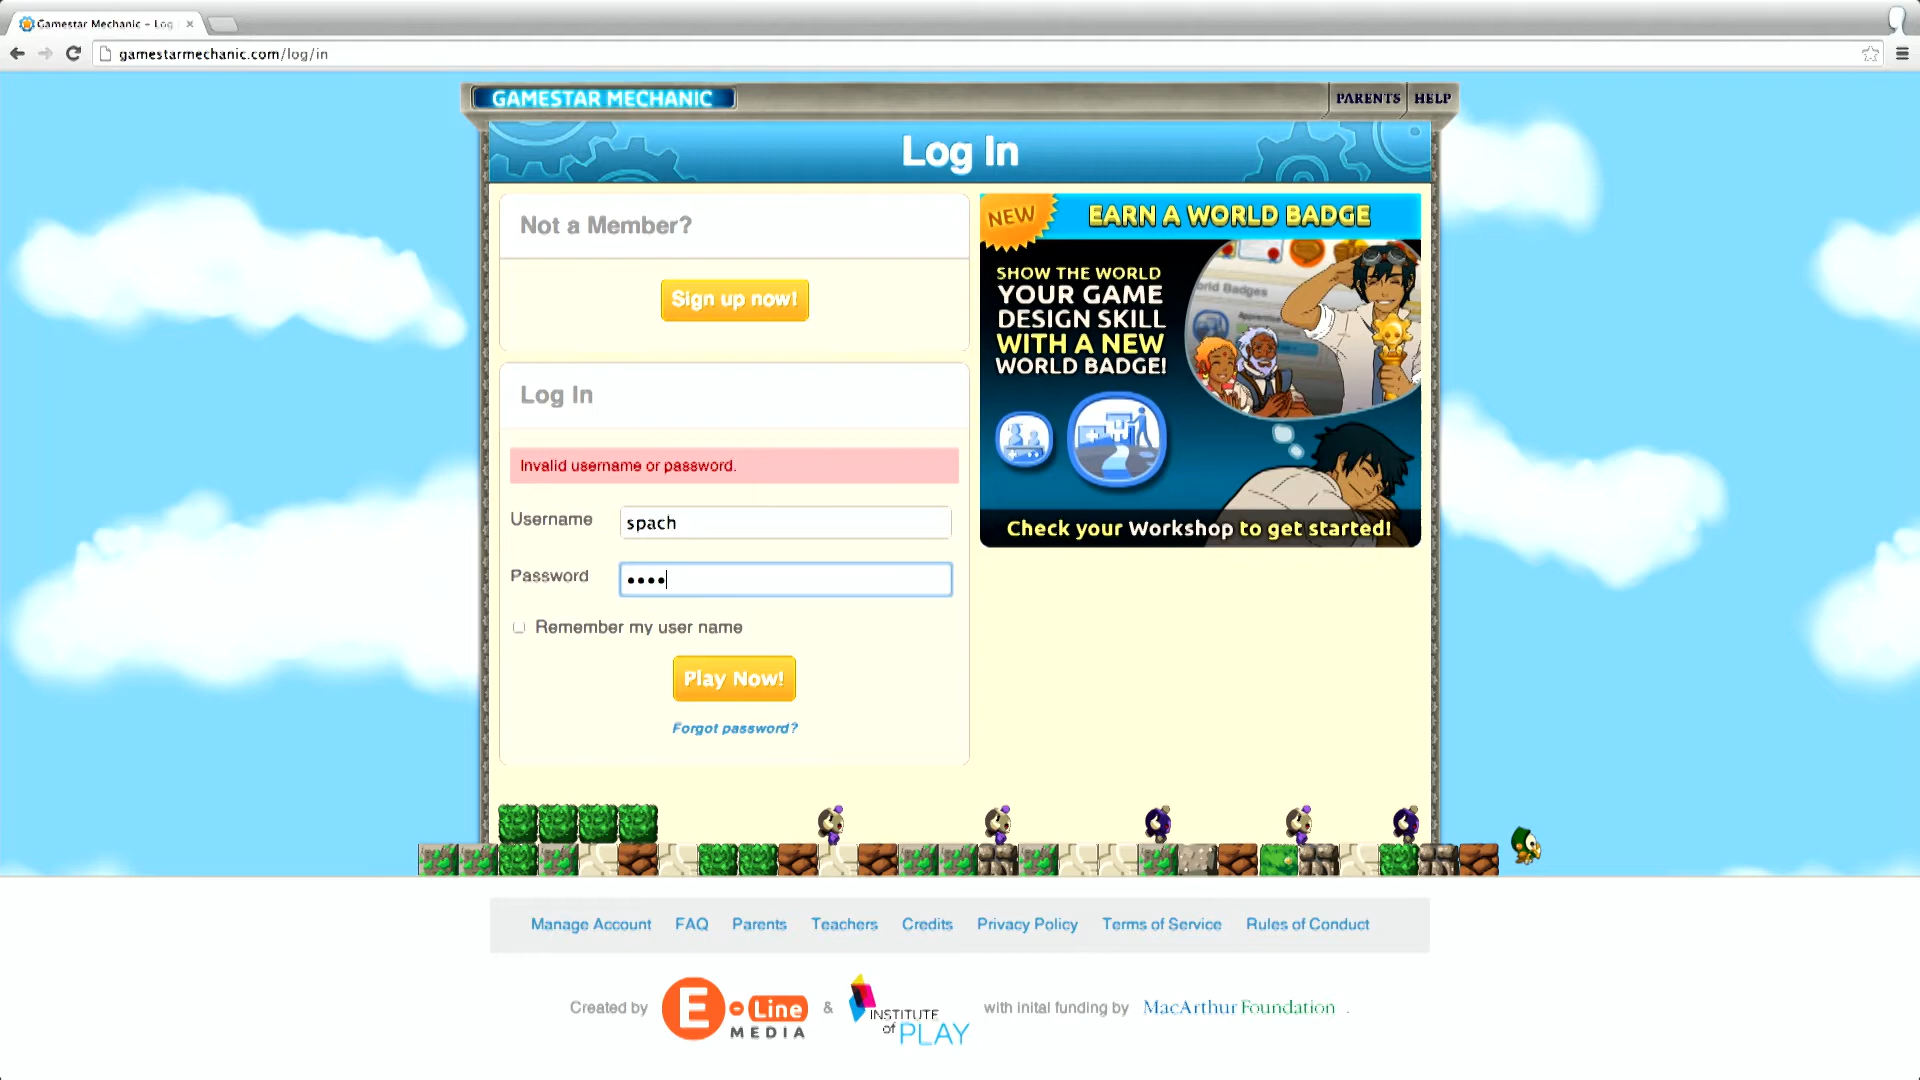 Gamestar Mechanic - Log
gamestarmechanic.com/log/in
GAMESTAR MECHANIC
PARENTS
HELP
Log In
Not a Member?
Sign up now!
Log In
Invalid username or password.
Username
spach
Password
Remember my user name
Play Now!
Forgot password?
NEW
EARN A WORLD BADGE
SHOW THE WORLD
YOUR GAME
DESIGN SKILL
WITH A NEW
WORLD BADGE!
Badges
Check your Workshop to get started!
Manage Account FAQ Parents Teachers Credits Privacy Policy Terms of Service Rules of Conduct
Created by
E-Line
MEDIA
&
INSTITUTE
of PLAY
with inital funding by
MacArthur Foundation .